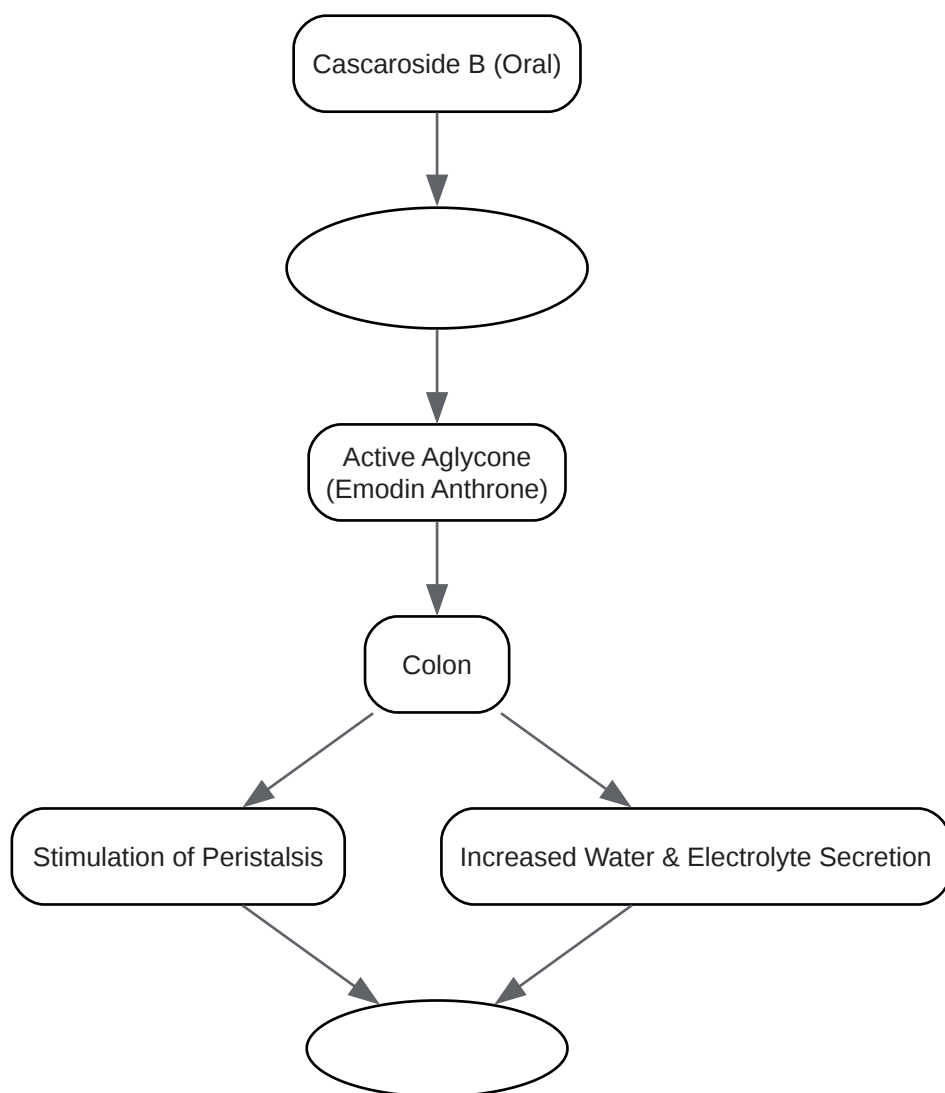 Cascaroside B (Oral)
Active Aglycone
(Emodin Anthrone)
Colon
Stimulation of Peristalsis
Increased Water & Electrolyte Secretion